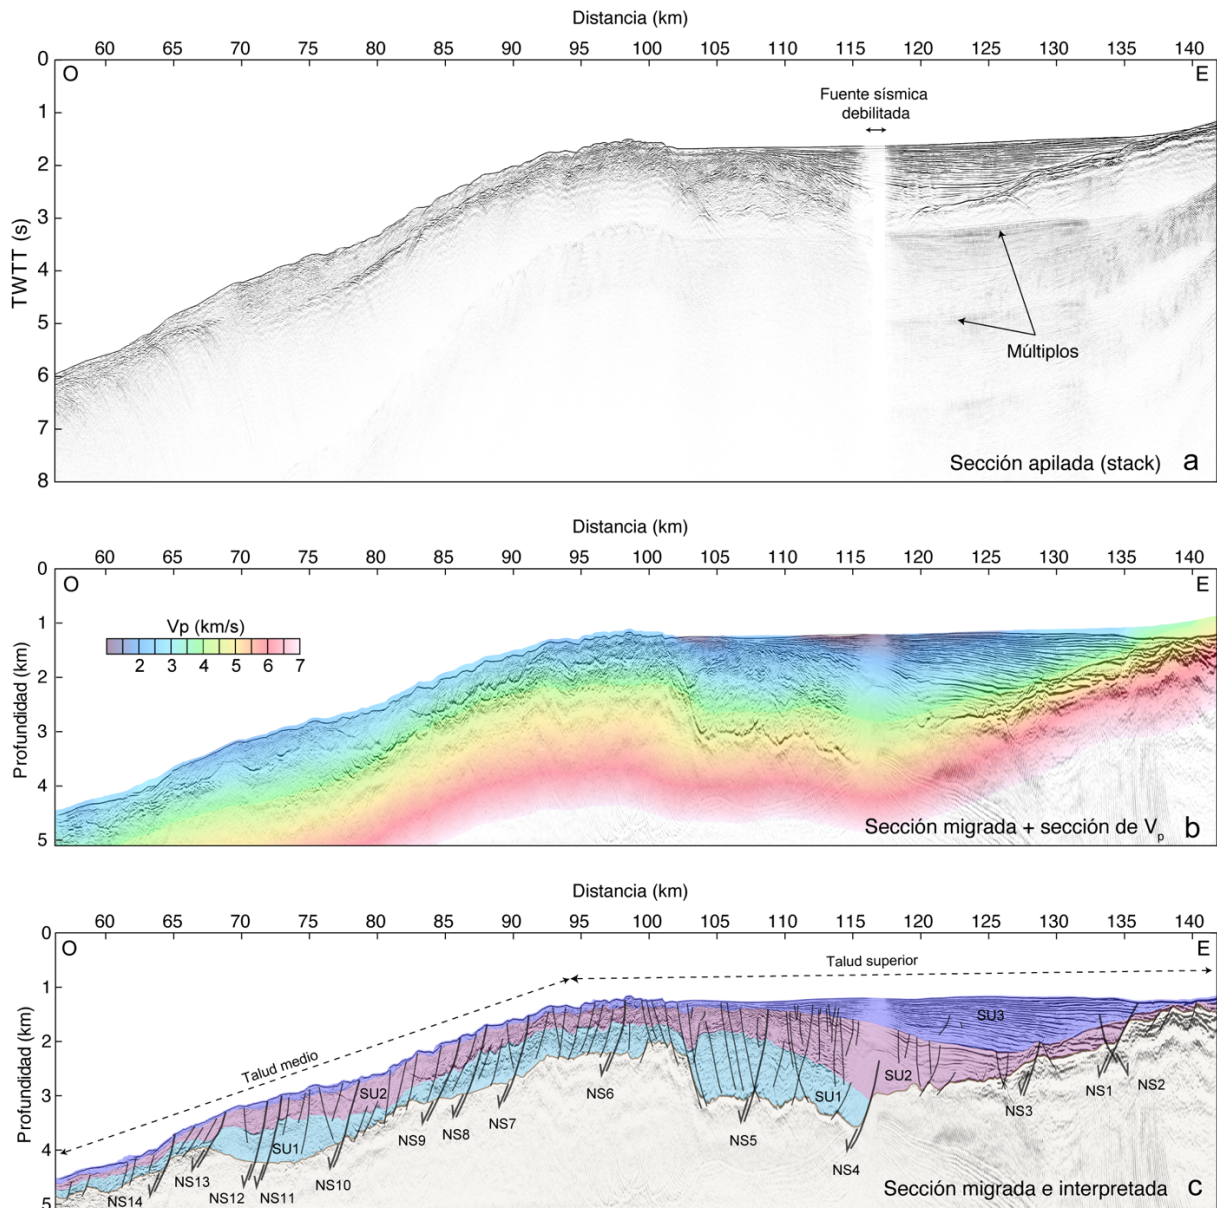 Distancia (km)
60 65 70 75 80 85 90 95 100 105 110 115 120 125 130 135 140
0
O
E
Fuente sísmica
debilitada
1
2
3
4
5
6
7
8
TWTT (s)
Múltiplos
Sección apilada (stack) a
Distancia (km)
60 65 70 75 80 85 90 95 100 105 110 115 120 126 130 135 140
0
O
E
Vp (km/s)
2 3 4 5 6 7
1
2
3
4
5
Profundidad (km)
Sección migrada + sección de Vp b
Distancia (km)
60 65 70 75 80 85 90 95 100 105 110 115 120 126 130 135 140
0
O
E
Talud superior
Talud medio
1
2
3
4
5
Profundidad (km)
SU3
SU2
SU2
SU1
SU1
NS1
NS2
NS3
NS4
NS5
NS6
NS7
NS8
NS9
NS10
NS11
NS12
NS13
NS14
Sección migrada e interpretada c